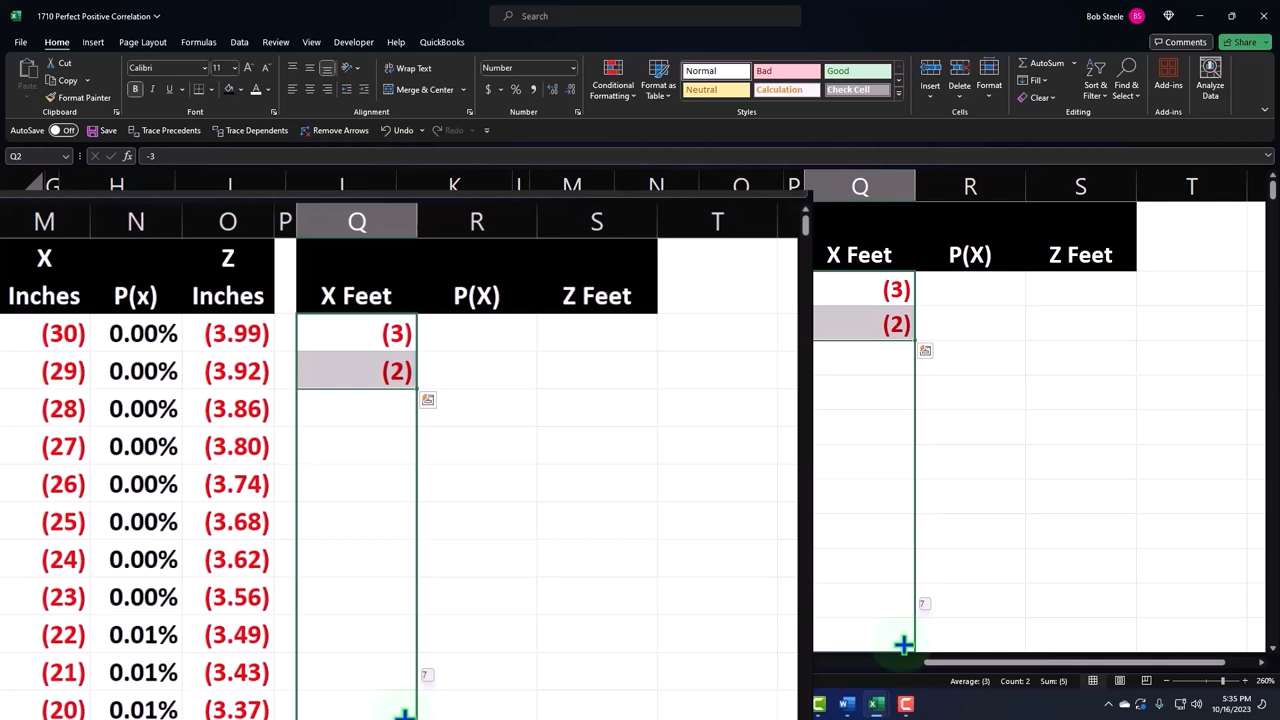 1710 Perfect Positive Correlation
Search
Bob Steele
BS
File Home Insert Page Layout Formulas Data Review View Developer Help QuickBooks
Comments
Share
Cut
Copy
Format Painter
Clipboard
Calibri
11
Font
Wrap Text
Merge & Center
Alignment
Number
Number
Conditional Formatting
Format as Table
Normal Bad Good
Neutral Calculation Check Cell
Styles
Insert Delete Format
Cells
AutoSum
Fill
Clear
Sort & Filter
Find & Select
Editing
Add-ins
Add-ins
Analyze Data
AutoSave Off Save Trace Precedents Trace Dependents Remove Arrows Undo Redo
Q2
fx
-3
G H I J K L M N O P Q R S T
M N O P Q R S T
X Inches P(x) Z Inches X Feet P(X) Z Feet
(30) 0.00% (3.99) (3)
(29) 0.00% (3.92) (2)
(28) 0.00% (3.86)
(27) 0.00% (3.80)
(26) 0.00% (3.74)
(25) 0.00% (3.68)
(24) 0.00% (3.62)
(23) 0.00% (3.56)
(22) 0.01% (3.49)
(21) 0.01% (3.43)
(20) 0.01% (3.37)
7
X Feet P(X) Z Feet
(3)
(2)
7
Average: (3) Count: 2 Sum: (5)
260%
5:35 PM
10/16/2023